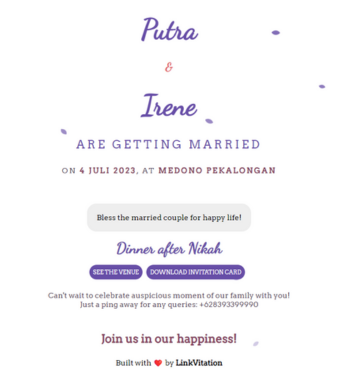 Putra
&
Irene
ARE GETTING MARRIED
ON 4 JULI 2023, AT MEDONO PEKALONGAN
Bless the married couple for happy life!
Dinner after Nikah
SEE THE VENUE DOWNLOAD INVITATION CARD
Can't wait to celebrate auspicious moment of our family with you!
Just a ping away for any queries: +628393399990
Join us in our happiness!
Built with ❤️ by LinkVitation